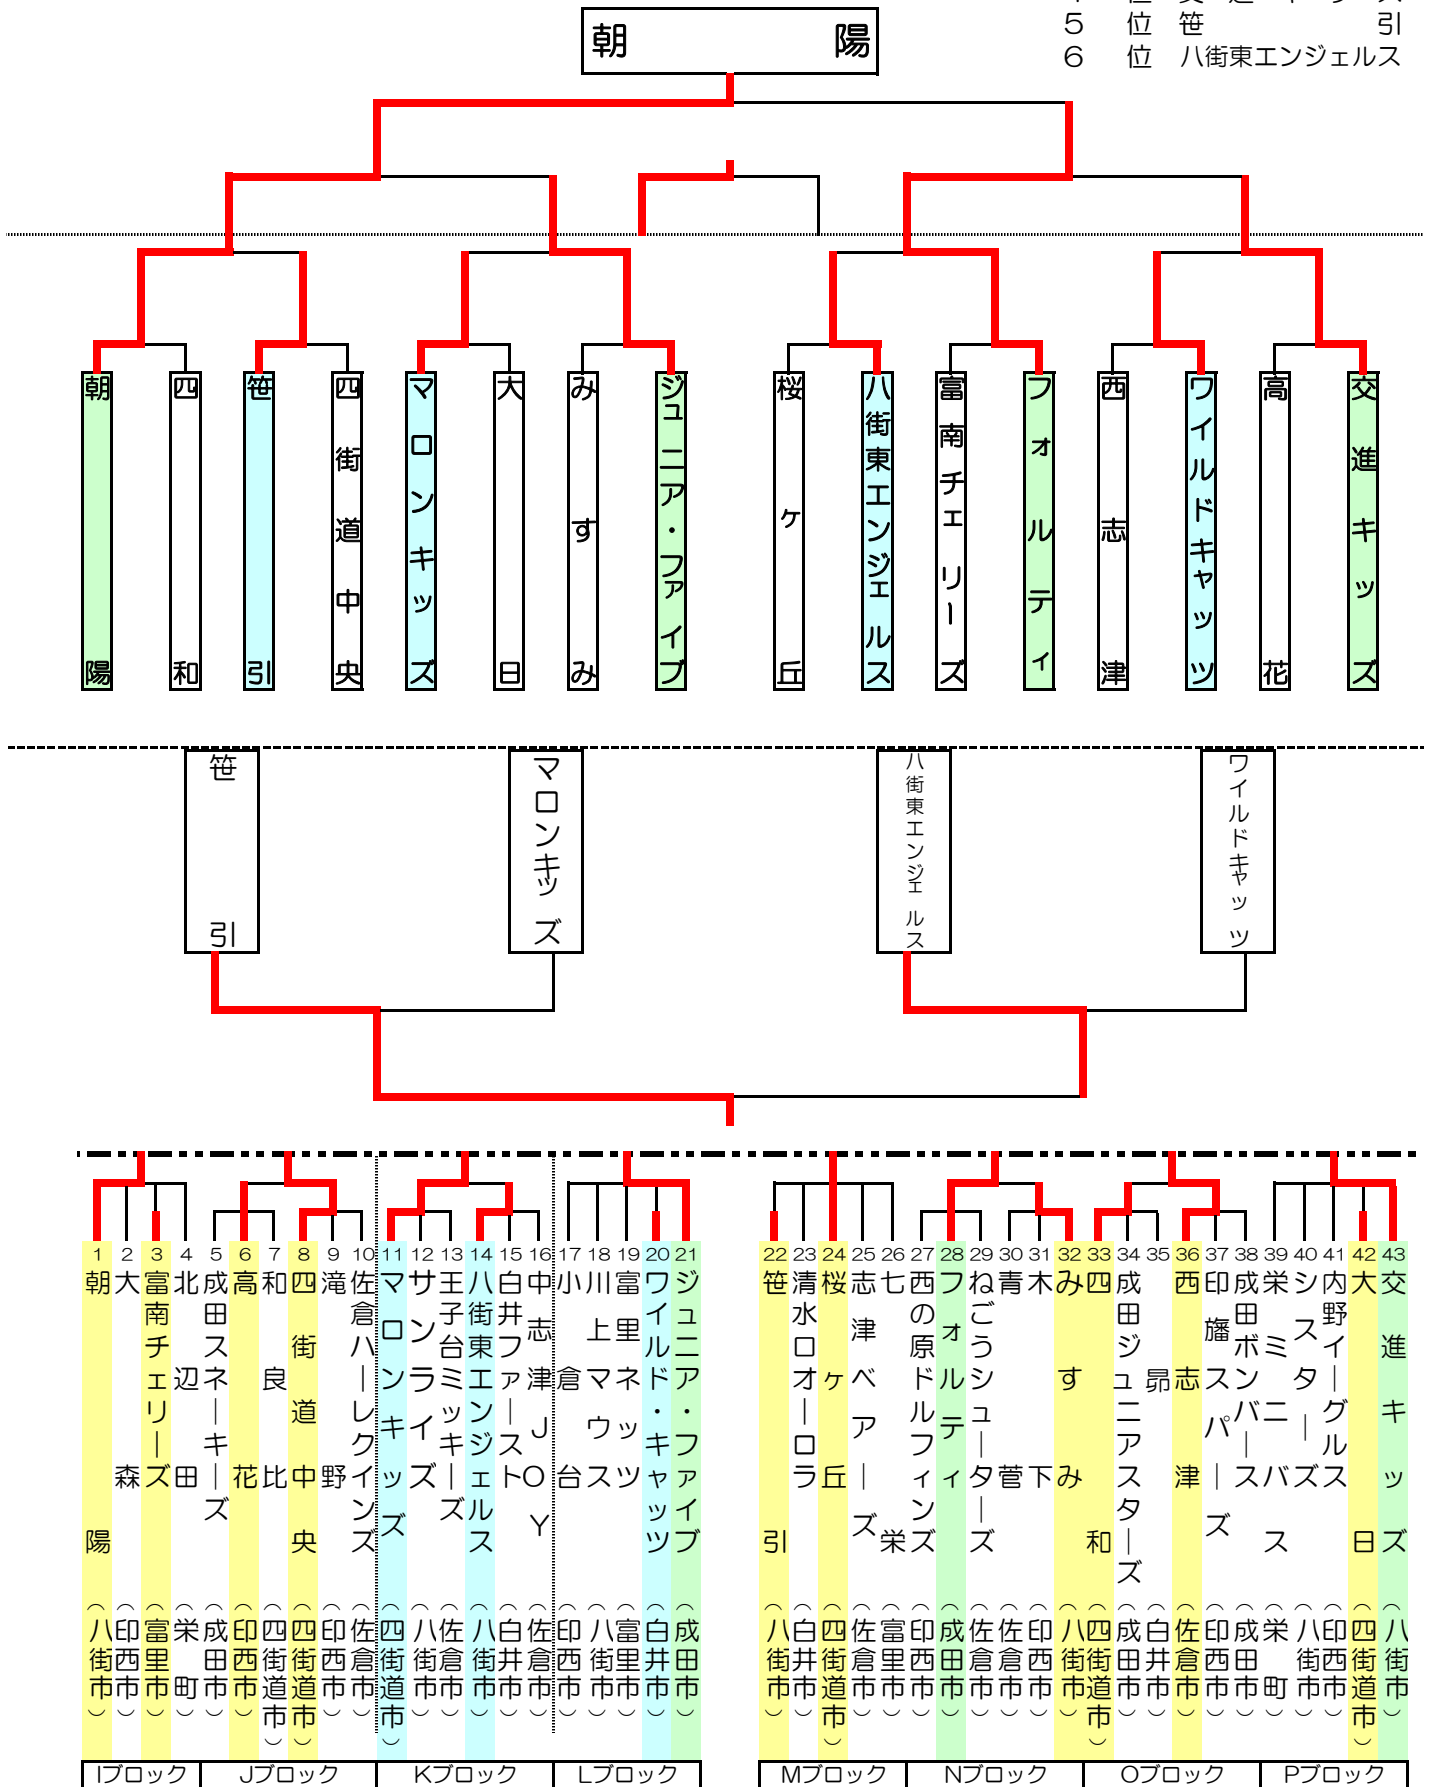 朝陽
5位 笹引
6位 八街東エンジェルス
朝陽
四和
笹引
四街道中央
マロンキッズ
大日
みすみ
ジュニア・ファイブ
桜ヶ丘
八街東エンジェルス
富南チェリーズ
フォルティ
西志津
ワイルドキャッツ
高花
交進キッズ
笹引
マロンキッズ
八街東エンジェルス
ワイルドキャッツ
1 朝陽(八街市)
2 大森(印西市)
3 富南チェリーズ(富里市)
4 北辺田(栄町)
5 成田スネーキーズ(成田市)
6 高花(印西市)
7 和良比(四街道市)
8 四街道中央(四街道市)
9 滝野(印西市)
10 佐倉ハーレクインズ(佐倉市)
11 マロンキッズ(四街道市)
12 サンライズ(八街市)
13 王子台ミッキーズ(佐倉市)
14 八街東エンジェルス(八街市)
15 白井ファースト(白井市)
16 中志津JOY(佐倉市)
17 小倉台(印西市)
18 川上マウス(八街市)
19 富里ネッツ(富里市)
20 ワイルド・キャッツ(白井市)
21 ジュニア・ファイブ(成田市)
22 笹引(八街市)
23 清水口オーロラ(白井市)
24 桜ヶ丘(四街道市)
25 志津ベアーズ(佐倉市)
26 七栄(富里市)
27 西の原ドルフィンズ(印西市)
28 フォルティ(成田市)
29 ねごうシューターズ(佐倉市)
30 青菅(佐倉市)
31 木下(印西市)
32 みすみ(八街市)
33 四和(四街道市)
34 成田ジュニアスターズ(成田市)
35 昴(白井市)
36 西志津(佐倉市)
37 印旛スパーズ(印西市)
38 成田ボンバース(成田市)
39 栄ミニバス(栄町)
40 システーズ(八街市)
41 内野イーグルス(印西市)
42 大日(四街道市)
43 交進キッズ(八街市)
Iブロック
Jブロック
Kブロック
Lブロック
Mブロック
Nブロック
Oブロック
Pブロック